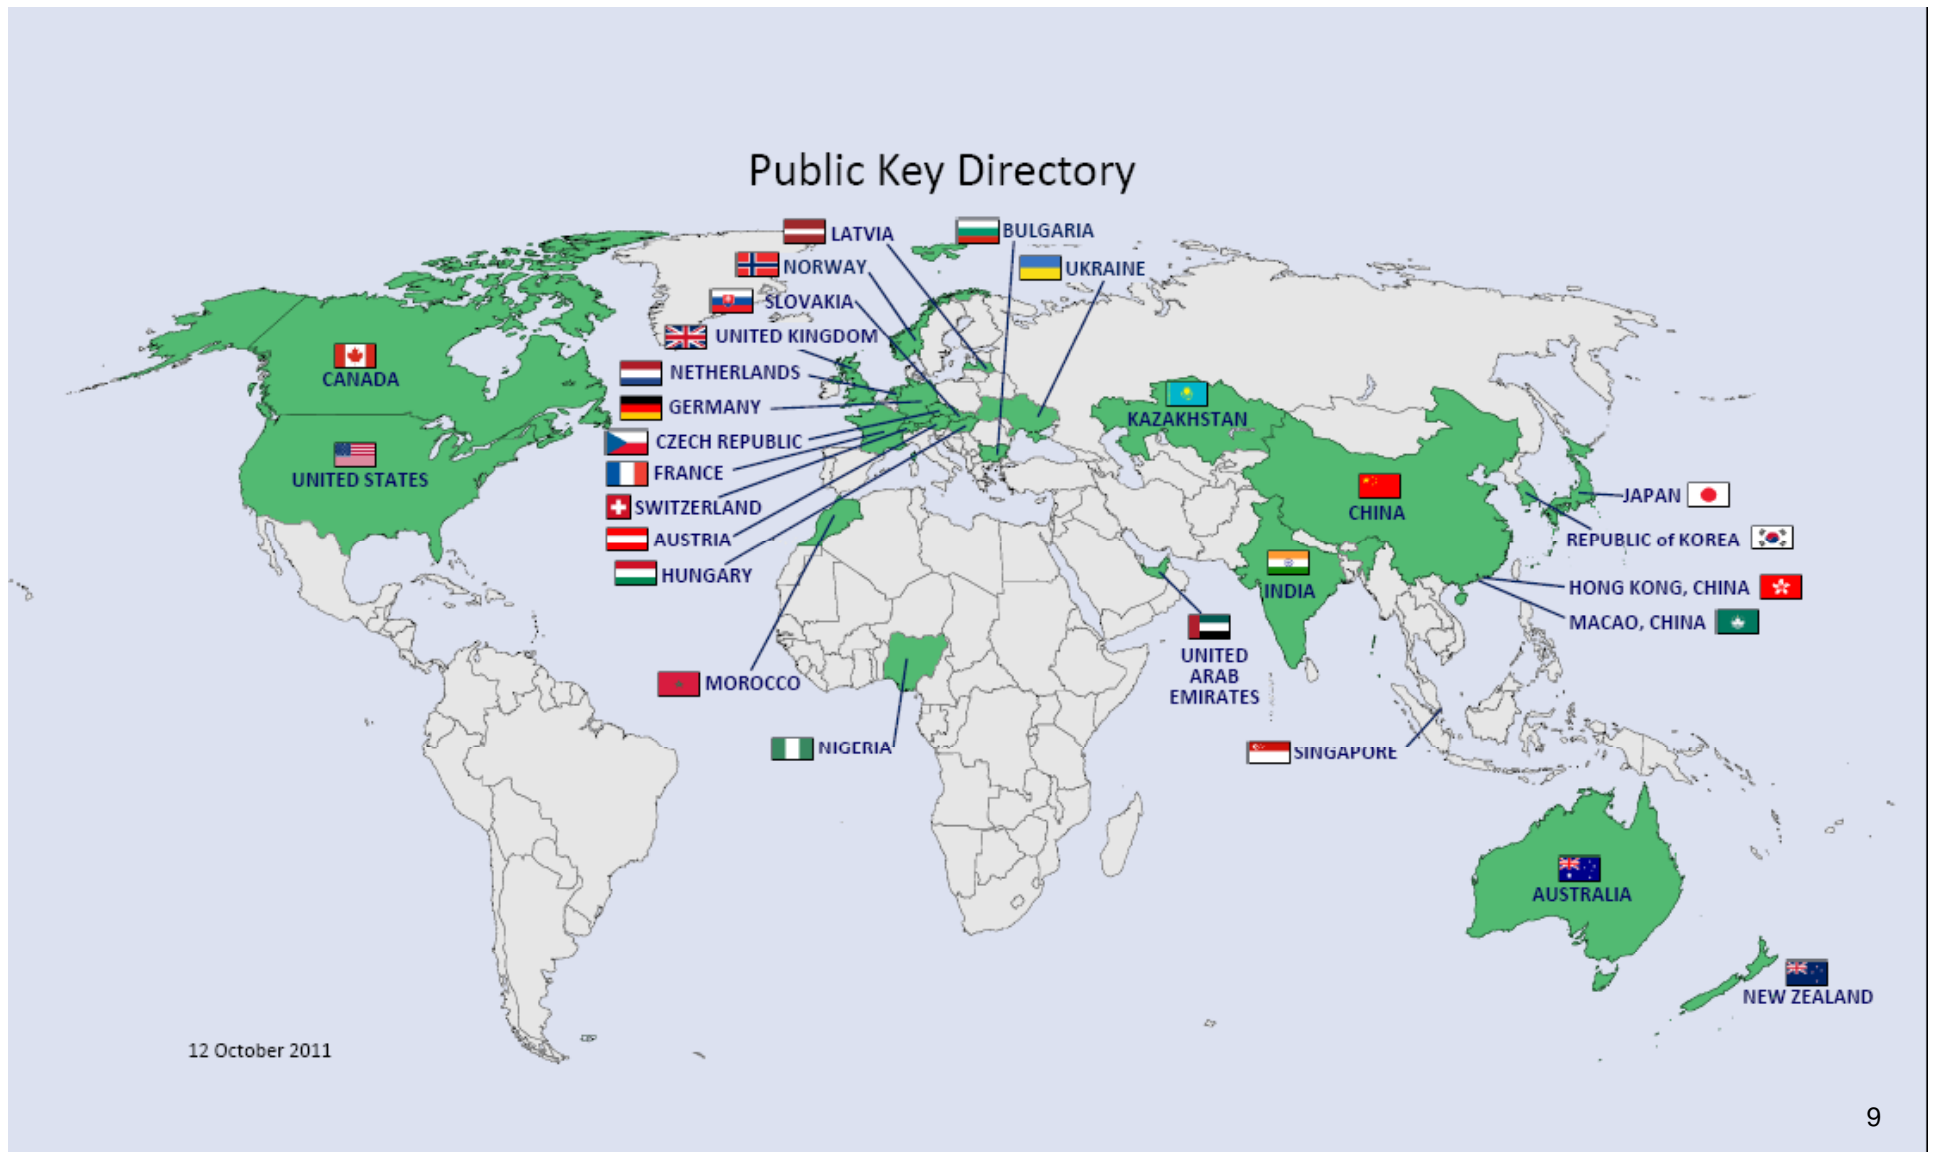 Public Key Directory
LATVIA
BULGARIA
NORWAY
UKRAINE
SLOVAKIA
UNITED KINGDOM
NETHERLANDS
CANADA
GERMANY
KAZAKHSTAN
CZECH REPUBLIC
FRANCE
UNITED STATES
JAPAN
SWITZERLAND
CHINA
AUSTRIA
REPUBLIC of KOREA
HUNGARY
HONG KONG, CHINA
INDIA
MACAO, CHINA
UNITED
ARAB
EMIRATES
MOROCCO
NIGERIA
SINGAPORE
AUSTRALIA
NEW ZEALAND
12 October 2011
9